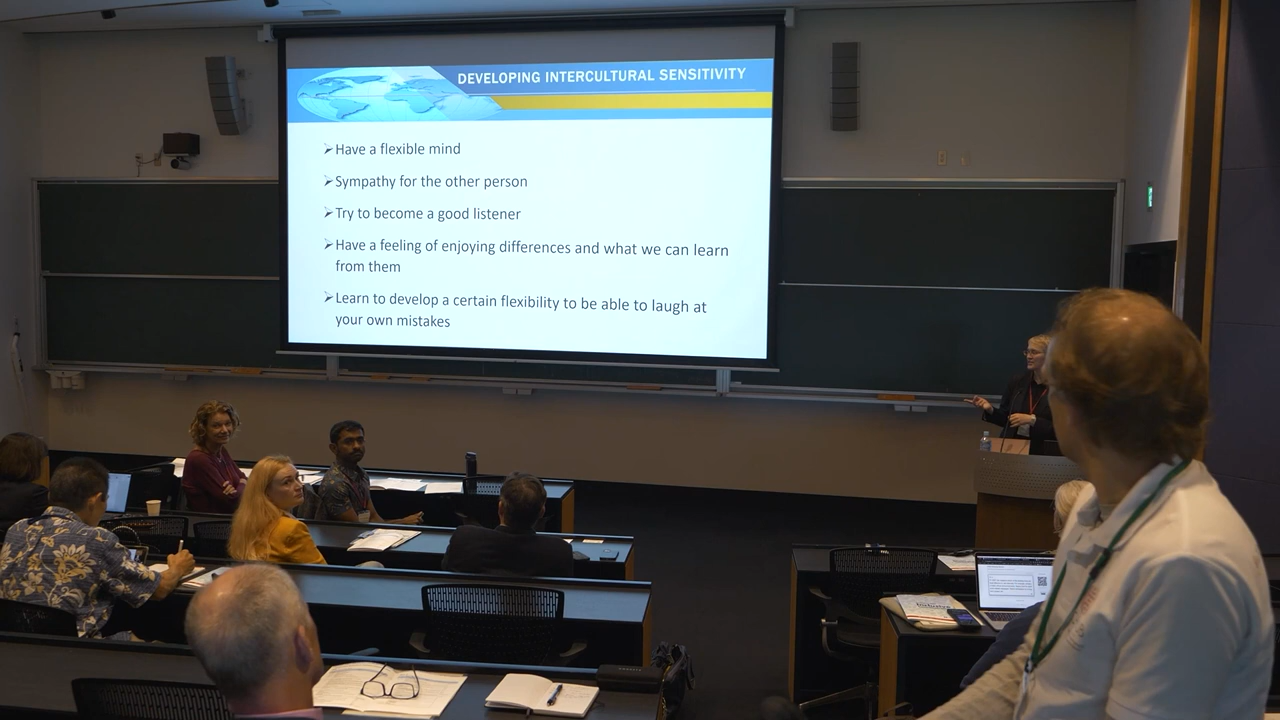 DEVELOPING INTERCULTURAL SENSITIVITY
➢Have a flexible mind
➢Sympathy for the other person
➢Try to become a good listener
➢Have a feeling of enjoying differences and what we can learn
from them
➢Learn to develop a certain flexibility to be able to laugh at
your own mistakes